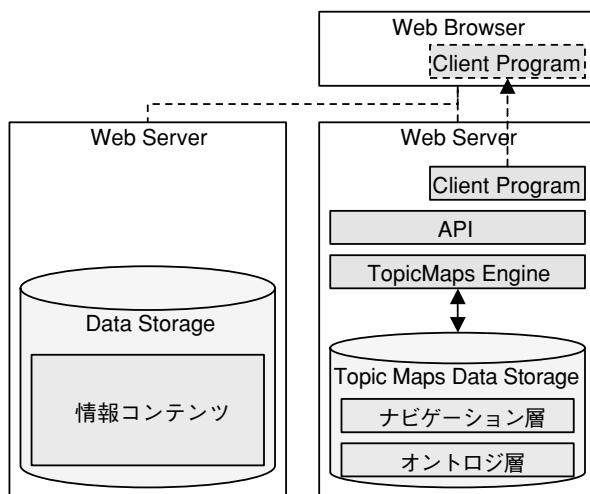 Web Browser
Client Program
Web Server
Data Storage
情報コンテンツ
Web Server
Client Program
API
TopicMaps Engine
Topic Maps Data Storage
ナビゲーション層
オントロジ層